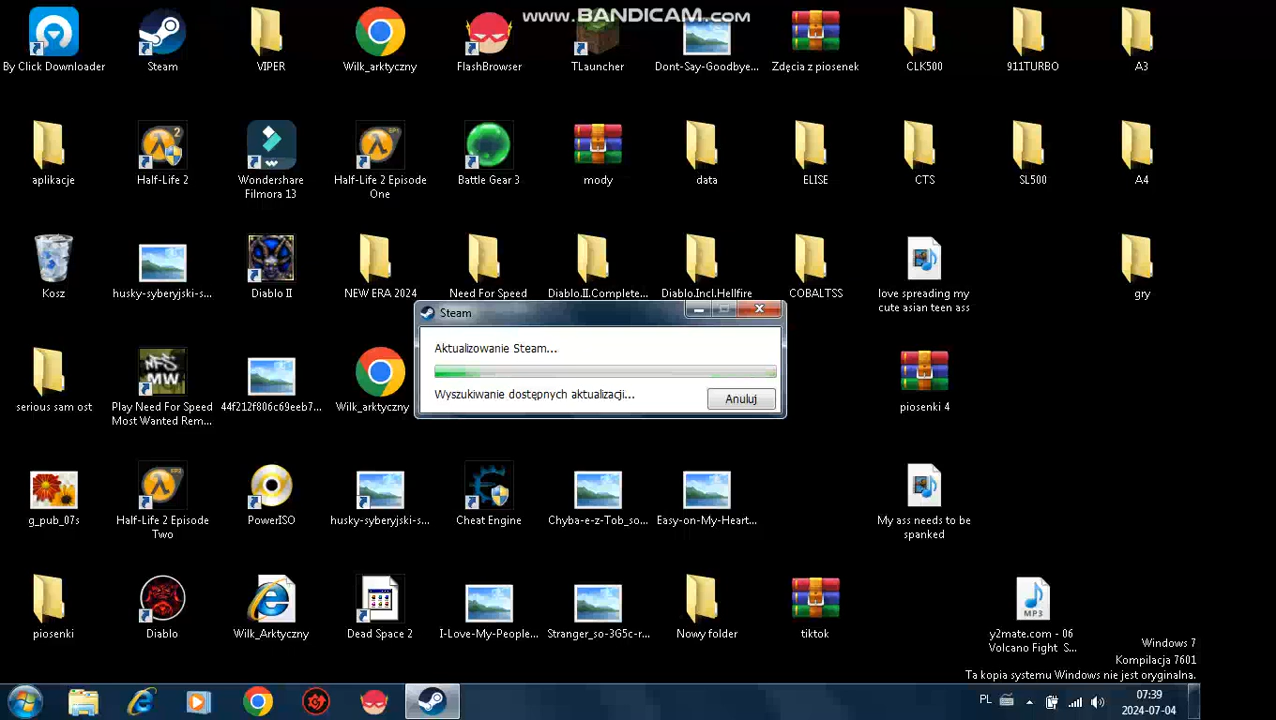 www.BANDICAM.com
By Click Downloader
Steam
VIPER
Wilk_arktyczny
FlashBrowser
TLauncher
Dont-Say-Goodbye...
Zdęcia z piosenek
CLK500
911TURBO
A3
aplikacje
Half-Life 2
Wondershare
Filmora 13
Half-Life 2 Episode
One
Battle Gear 3
mody
data
ELISE
CTS
SL500
A4
Kosz
husky-syberyjski-s...
Diablo II
NEW ERA 2024
Need For Speed
Diablo.II.Complete...
Diablo.Incl.Hellfire
COBALTSS
love spreading my
cute asian teen ass
gry
Steam
Aktualizowanie Steam...
Wyszukiwanie dostępnych aktualizacji...
Anuluj
serious sam ost
Play Need For Speed
Most Wanted Rem...
44f212f806c69eeb7...
Wilk_arktyczny
piosenki 4
g_pub_07s
Half-Life 2 Episode
Two
PowerISO
husky-syberyjski-s...
Cheat Engine
Chyba-e-z-Tob_so...
Easy-on-My-Heart...
My ass needs to be
spanked
piosenki
Diablo
Wilk_Arktyczny
Dead Space 2
I-Love-My-People...
Stranger_so-3G5c-r...
Nowy folder
tiktok
MP3
y2mate.com - 06
Volcano Fight S...
Windows 7
Kompilacja 7601
Ta kopia systemu Windows nie jest oryginalna.
PL
07:39
2024-07-04